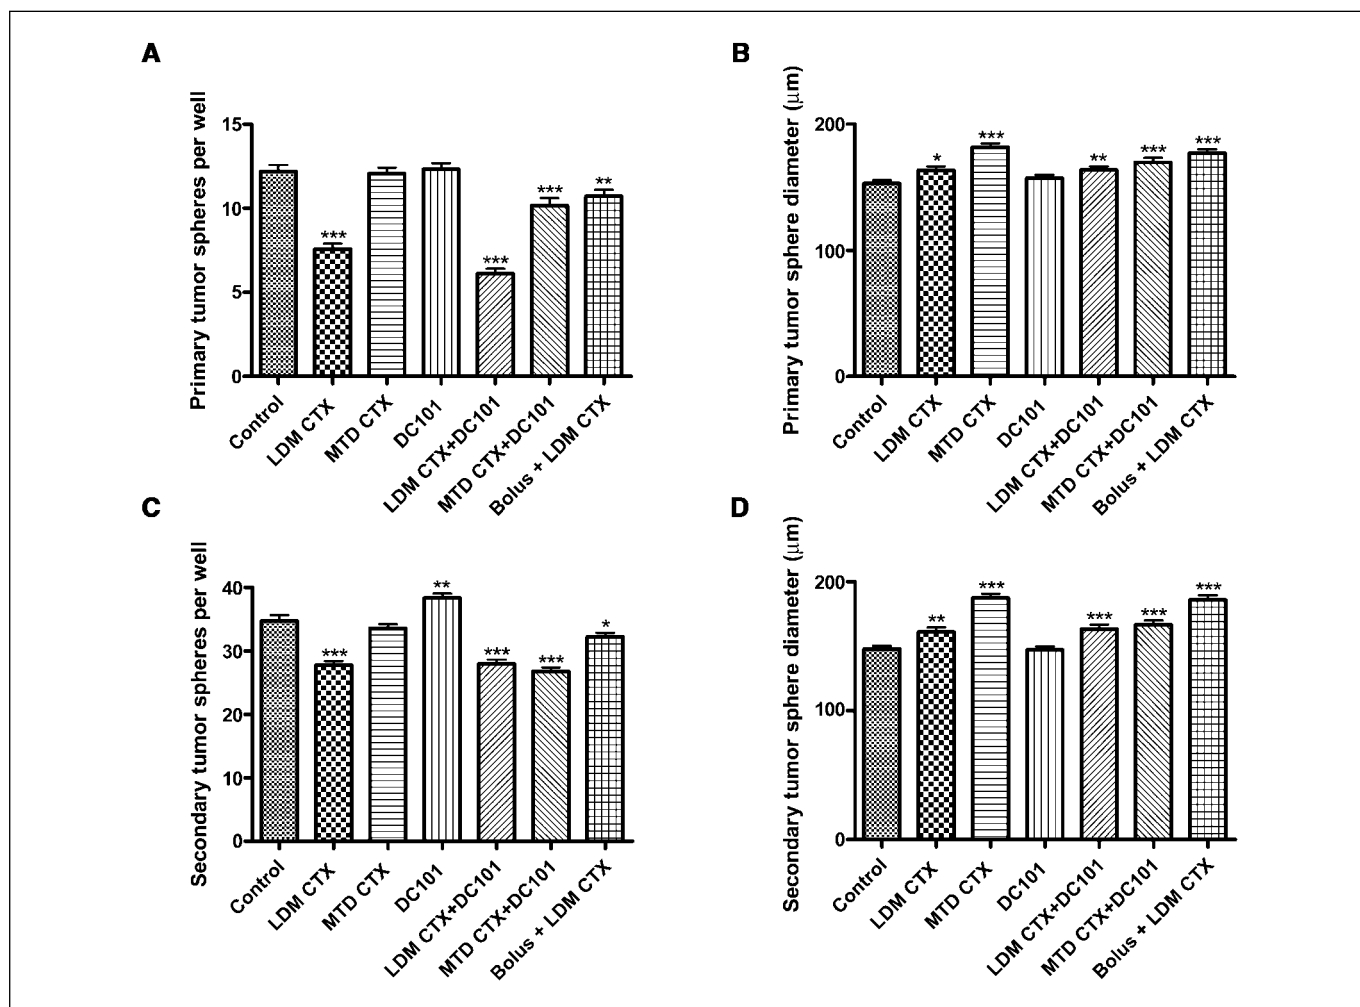 A
Primary tumor spheres per well
15
10
5
0
***
***
***
**
Control
LDM CTX
MTD CTX
DC101
LDM CTX+DC101
MTD CTX+DC101
Bolus + LDM CTX
B
Primary tumor sphere diameter (μm)
200
100
0
*
***
**
***
***
Control
LDM CTX
MTD CTX
DC101
LDM CTX+DC101
MTD CTX+DC101
Bolus + LDM CTX
C
Secondary tumor spheres per well
40
30
20
10
0
***
**
***
***
*
Control
LDM CTX
MTD CTX
DC101
LDM CTX+DC101
MTD CTX+DC101
Bolus + LDM CTX
D
Secondary tumor sphere diameter (μm)
200
100
0
**
***
***
***
***
Control
LDM CTX
MTD CTX
DC101
LDM CTX+DC101
MTD CTX+DC101
Bolus + LDM CTX